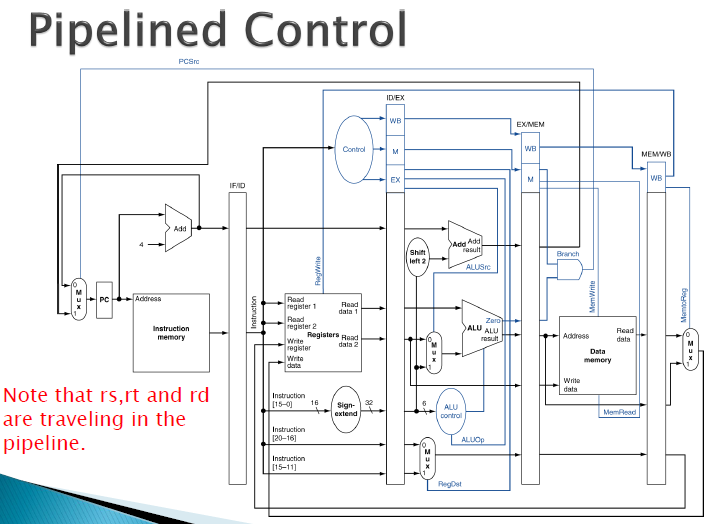 Pipelined Control
PCSrc
ID/EX
WB
EX/MEM
Control
M
WB
MEM/WB
EX
M
WB
IF/ID
Add
4
Shift
left 2
Add
Add
result
Branch
ALUSrc
RegWrite
MemWrite
MemtoReg
0
M
u
x
1
PC
Address
Instruction
memory
Instruction
Read
register 1
Read
register 2
Write
register
Write
data
Registers
Read
data 1
Read
data 2
0
M
u
x
1
Zero
ALU
ALU
result
Address
Read
data
Data
memory
Write
data
0
M
u
x
1
MemRead
Note that rs,rt and rd
are traveling in the
pipeline.
Instruction
[15–0]
16
Sign-
extend
32
6
ALU
control
ALUOp
Instruction
[20–16]
Instruction
[15–11]
0
M
u
x
1
RegDst